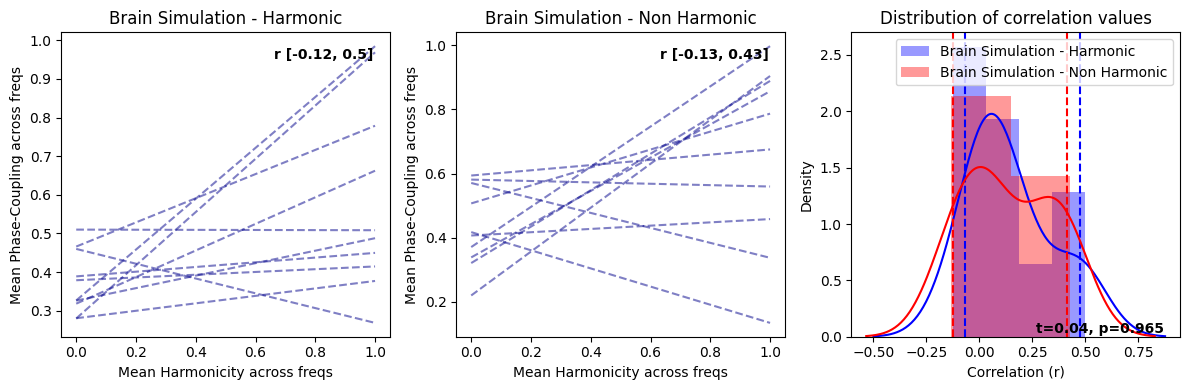 Brain Simulation - Harmonic
r [-0.12, 0.5]
Mean Phase-Coupling across freqs
1.0
0.9
0.8
0.7
0.6
0.5
0.4
0.3
0.0 0.2 0.4 0.6 0.8 1.0
Mean Harmonicity across freqs
Brain Simulation - Non Harmonic
r [-0.13, 0.43]
Mean Phase-Coupling across freqs
1.0
0.8
0.6
0.4
0.2
0.0 0.2 0.4 0.6 0.8 1.0
Mean Harmonicity across freqs
Distribution of correlation values
Brain Simulation - Harmonic
Brain Simulation - Non Harmonic
Density
2.5
2.0
1.5
1.0
0.5
0.0
t=0.04, p=0.965
−0.50 −0.25 0.00 0.25 0.50 0.75
Correlation (r)